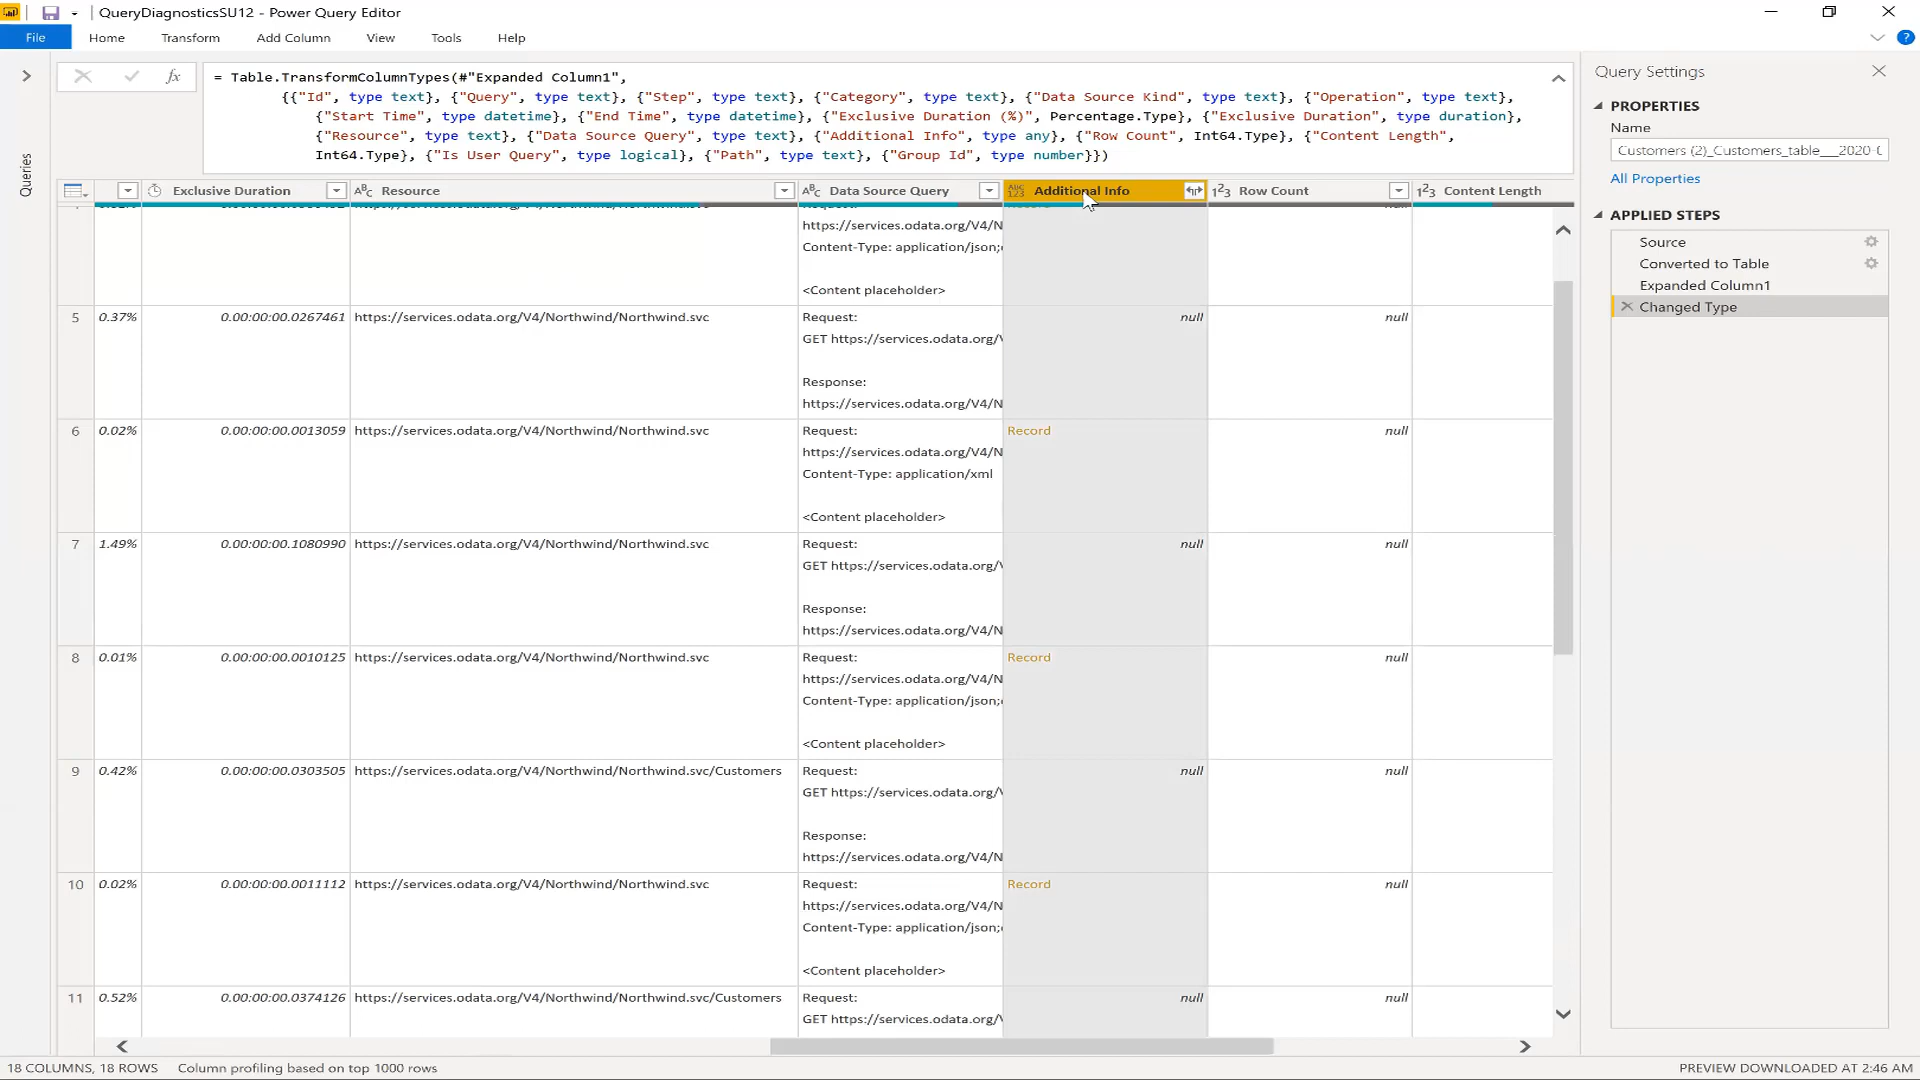 QueryDiagnosticsSU12 - Power Query Editor
File Home Transform Add Column View Tools Help
= Table.TransformColumnTypes(#"Expanded Column1",
{{"Id", type text}, {"Query", type text}, {"Step", type text}, {"Category", type text}, {"Data Source Kind", type text}, {"Operation", type text},
{"Start Time", type datetime}, {"End Time", type datetime}, {"Exclusive Duration (%)", Percentage.Type}, {"Exclusive Duration", type duration},
{"Resource", type text}, {"Data Source Query", type text}, {"Additional Info", type any}, {"Row Count", Int64.Type}, {"Content Length",
Int64.Type}, {"Is User Query", type logical}, {"Path", type text}, {"Group Id", type number}})
Queries
Exclusive Duration Resource Data Source Query Additional Info Row Count Content Length
https://services.odata.org/V4/N
Content-Type: application/json;
<Content placeholder>
5 0.37% 0.00:00:00.0267461 https://services.odata.org/V4/Northwind/Northwind.svc Request: null null
GET https://services.odata.org/V
Response:
https://services.odata.org/V4/N
6 0.02% 0.00:00:00.0013059 https://services.odata.org/V4/Northwind/Northwind.svc Request: Record null
https://services.odata.org/V4/N
Content-Type: application/xml
<Content placeholder>
7 1.49% 0.00:00:00.1080990 https://services.odata.org/V4/Northwind/Northwind.svc Request: null null
GET https://services.odata.org/V
Response:
https://services.odata.org/V4/N
8 0.01% 0.00:00:00.0010125 https://services.odata.org/V4/Northwind/Northwind.svc Request: Record null
https://services.odata.org/V4/N
Content-Type: application/json;
<Content placeholder>
9 0.42% 0.00:00:00.0303505 https://services.odata.org/V4/Northwind/Northwind.svc/Customers Request: null null
GET https://services.odata.org/V
Response:
https://services.odata.org/V4/N
10 0.02% 0.00:00:00.0011112 https://services.odata.org/V4/Northwind/Northwind.svc Request: Record null
https://services.odata.org/V4/N
Content-Type: application/json;
<Content placeholder>
11 0.52% 0.00:00:00.0374126 https://services.odata.org/V4/Northwind/Northwind.svc/Customers Request: null null
GET https://services.odata.org/V
Query Settings
PROPERTIES
Name
Customers (2)_Customers_table___2020-
All Properties
APPLIED STEPS
Source
Converted to Table
Expanded Column1
Changed Type
18 COLUMNS, 18 ROWS Column profiling based on top 1000 rows PREVIEW DOWNLOADED AT 2:46 AM